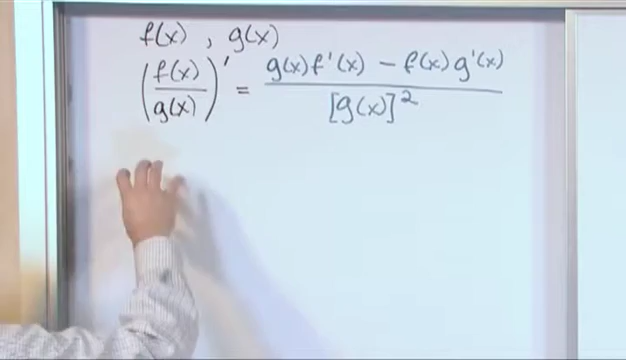 f(x) , g(x)
(f(x)/g(x))' = (g(x)f'(x) - f(x)g'(x))/[g(x)]²